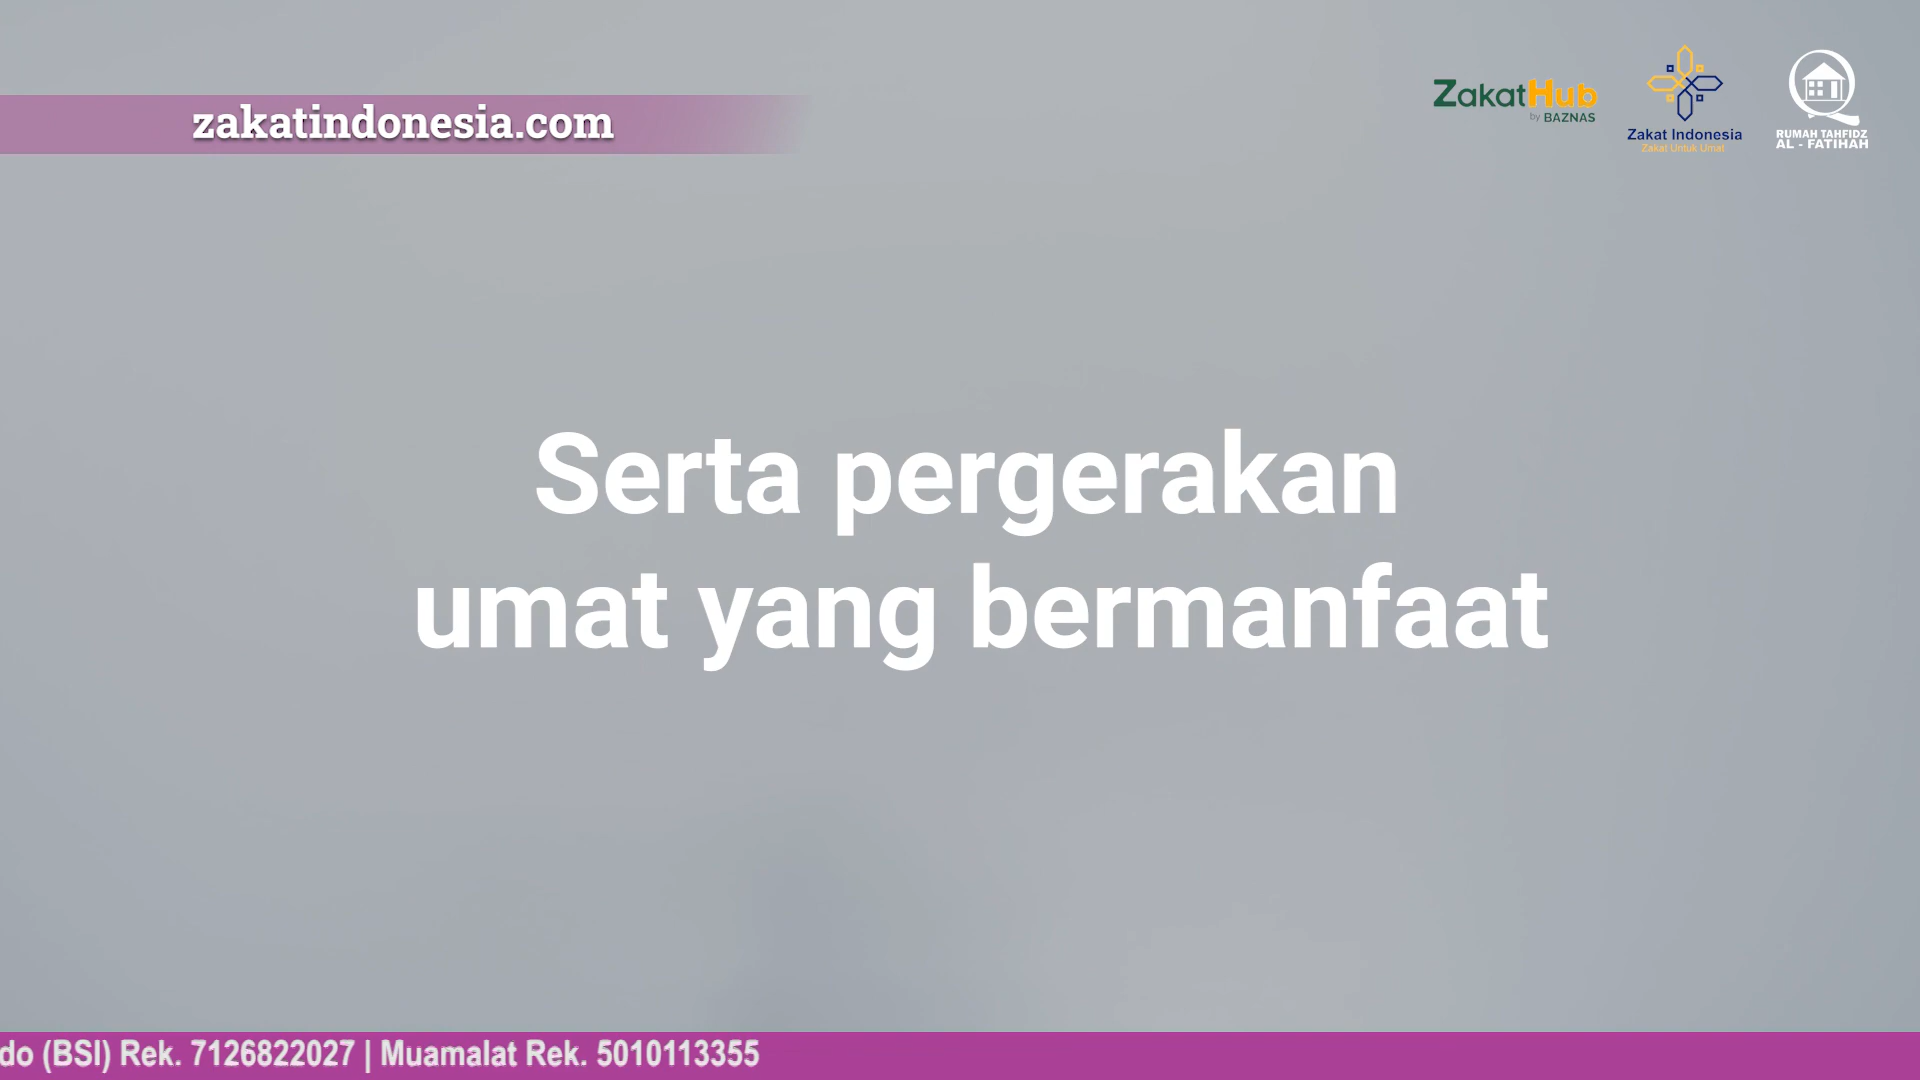 zakatindonesia.com
ZakatHub
by BAZNAS
Zakat Indonesia
Zakat Untuk Umat
RUMAH TAHFIDZ
AL - FATIHAH
Serta pergerakan
umat yang bermanfaat
do (BSI) Rek. 7126822027 | Muamalat Rek. 5010113355